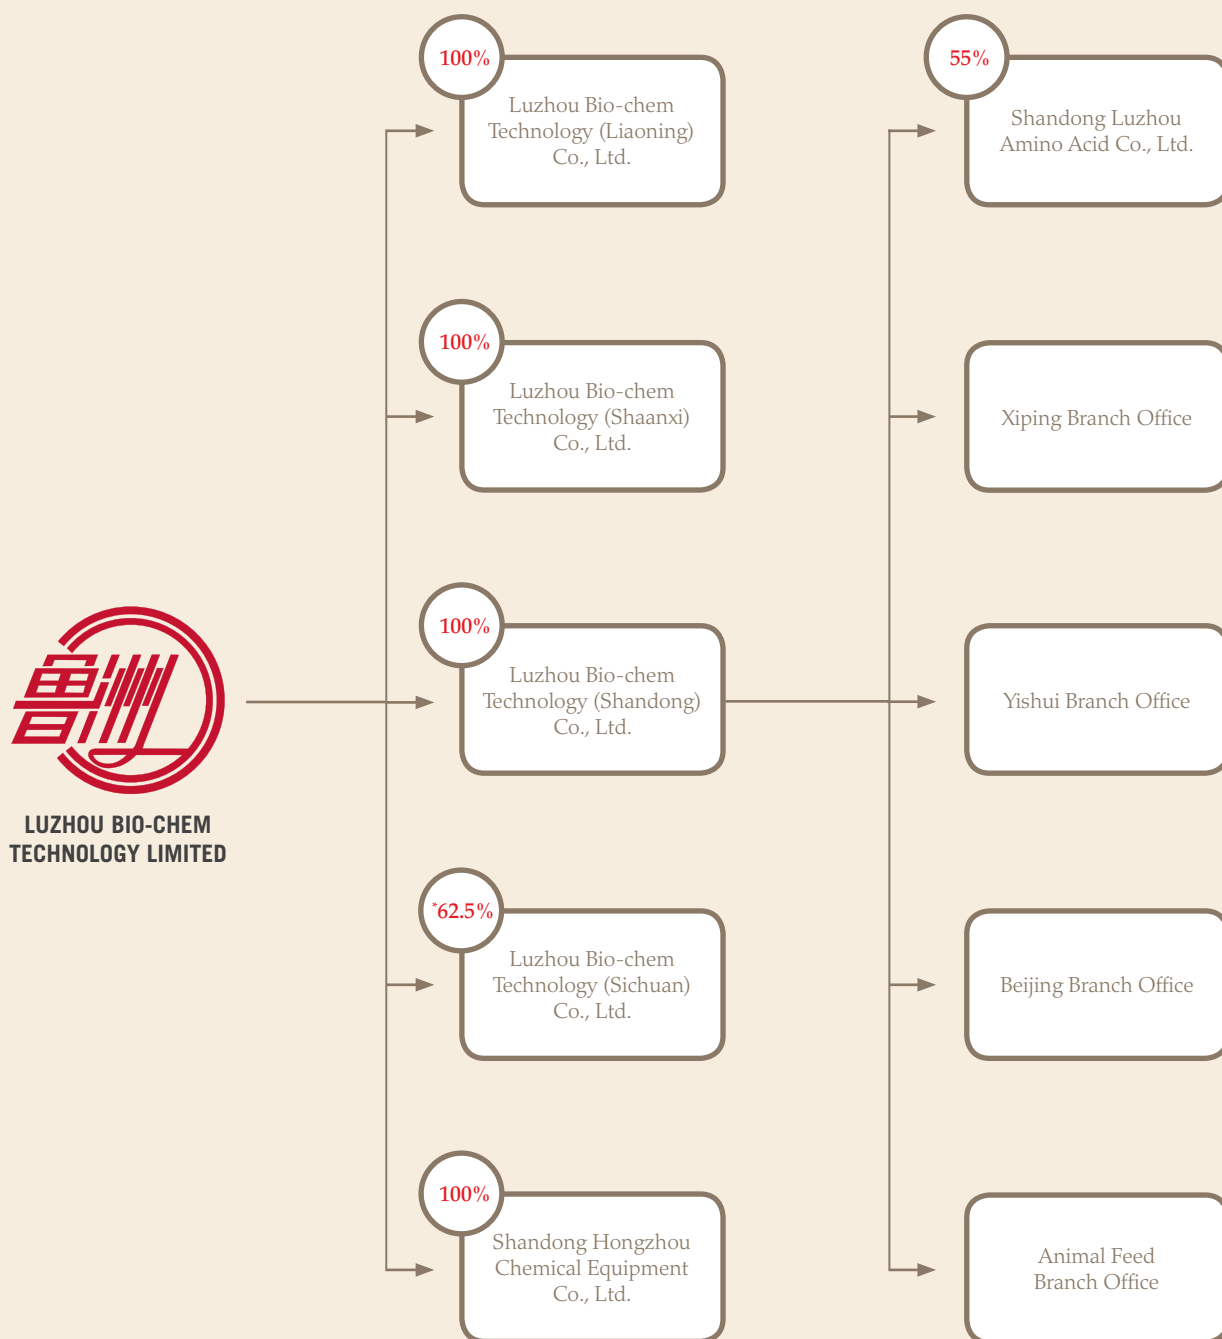 100%
Luzhou Bio-chem
Technology (Liaoning)
Co., Ltd.
55%
Shandong Luzhou
Amino Acid Co., Ltd.
100%
Luzhou Bio-chem
Technology (Shaanxi)
Co., Ltd.
Xiping Branch Office
鲁洲
LUZHOU BIO-CHEM
TECHNOLOGY LIMITED
100%
Luzhou Bio-chem
Technology (Shandong)
Co., Ltd.
Yishui Branch Office
*62.5%
Luzhou Bio-chem
Technology (Sichuan)
Co., Ltd.
Beijing Branch Office
100%
Shandong Hongzhou
Chemical Equipment
Co., Ltd.
Animal Feed
Branch Office